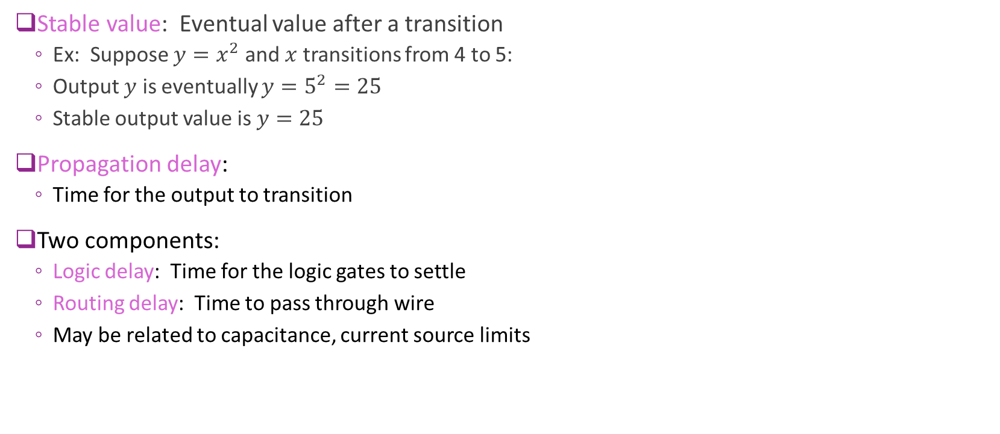 ❑Stable value: Eventual value after a transition
◦ Ex: Suppose y = x² and x transitions from 4 to 5:
◦ Output y is eventually y = 5² = 25
◦ Stable output value is y = 25
❑Propagation delay:
◦ Time for the output to transition
❑Two components:
◦ Logic delay: Time for the logic gates to settle
◦ Routing delay: Time to pass through wire
◦ May be related to capacitance, current source limits